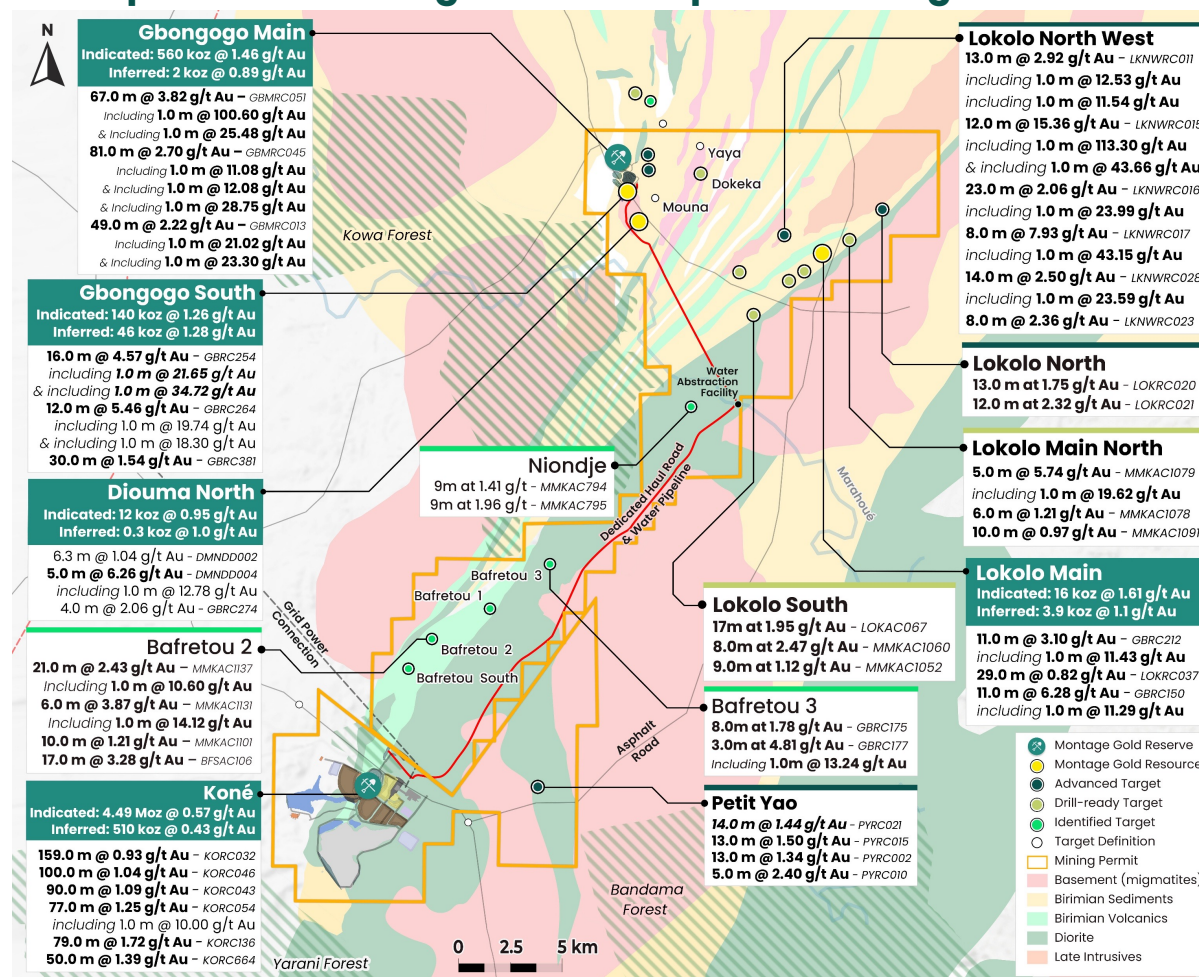 N
Gbongogo Main
Indicated: 560 koz @ 1.46 g/t Au
Inferred: 2 koz @ 0.89 g/t Au
67.0 m @ 3.82 g/t Au – GBMRC051
Including 1.0 m @ 100.60 g/t Au
& Including 1.0 m @ 25.48 g/t Au
81.0 m @ 2.70 g/t Au – GBMRC045
Including 1.0 m @ 11.08 g/t Au
& Including 1.0 m @ 12.08 g/t Au
& Including 1.0 m @ 28.75 g/t Au
49.0 m @ 2.22 g/t Au – GBMRC013
Including 1.0 m @ 21.02 g/t Au
& Including 1.0 m @ 23.30 g/t Au
Gbongogo South
Indicated: 140 koz @ 1.26 g/t Au
Inferred: 46 koz @ 1.28 g/t Au
16.0 m @ 4.57 g/t Au - GBRC254
including 1.0 m @ 21.65 g/t Au
& including 1.0 m @ 34.72 g/t Au
12.0 m @ 5.46 g/t Au - GBRC264
including 1.0 m @ 19.74 g/t Au
& including 1.0 m @ 18.30 g/t Au
30.0 m @ 1.54 g/t Au - GBRC381
Diouma North
Indicated: 12 koz @ 0.95 g/t Au
Inferred: 0.3 koz @ 1.0 g/t Au
6.3 m @ 1.04 g/t Au - DMNDD002
5.0 m @ 6.26 g/t Au - DMNDD004
including 1.0 m @ 12.78 g/t Au
4.0 m @ 2.06 g/t Au - GBRC274
Bafretou 2
21.0 m @ 2.43 g/t Au – MMKAC1137
Including 1.0 m @ 10.60 g/t Au
6.0 m @ 3.87 g/t Au – MMKAC1131
Including 1.0 m @ 14.12 g/t Au
10.0 m @ 1.21 g/t Au – MMKAC1101
17.0 m @ 3.28 g/t Au – BFSAC106
Koné
Indicated: 4.49 Moz @ 0.57 g/t Au
Inferred: 510 koz @ 0.43 g/t Au
159.0 m @ 0.93 g/t Au - KORC032
100.0 m @ 1.04 g/t Au - KORC046
90.0 m @ 1.09 g/t Au - KORC043
77.0 m @ 1.25 g/t Au - KORC054
including 1.0 m @ 10.00 g/t Au
79.0 m @ 1.72 g/t Au - KORC136
50.0 m @ 1.39 g/t Au - KORC664
Kowa Forest
Yaya
Dokeka
Mouna
Water
Abstraction
Facility
Niondje
9m at 1.41 g/t - MMKAC794
9m at 1.96 g/t - MMKAC795
Dedicated Haul Road
& Water Pipeline
Marahoué
Bafretou 3
Bafretou 1
Bafretou 2
Bafretou South
Grid Power
Connection
Asphalt
Road
Bandama
Forest
Yarani Forest
0 2.5 5 km
Lokolo North West
13.0 m @ 2.92 g/t Au - LKNWRC011
including 1.0 m @ 12.53 g/t Au
including 1.0 m @ 11.54 g/t Au
12.0 m @ 15.36 g/t Au - LKNWRC015
including 1.0 m @ 113.30 g/t Au
& including 1.0 m @ 43.66 g/t Au
23.0 m @ 2.06 g/t Au - LKNWRC016
including 1.0 m @ 23.99 g/t Au
8.0 m @ 7.93 g/t Au - LKNWRC017
including 1.0 m @ 43.15 g/t Au
14.0 m @ 2.50 g/t Au - LKNWRC028
including 1.0 m @ 23.59 g/t Au
8.0 m @ 2.36 g/t Au - LKNWRC023
Lokolo North
13.0 m at 1.75 g/t Au - LOKRC020
12.0 m at 2.32 g/t Au - LOKRC021
Lokolo Main North
5.0 m @ 5.74 g/t Au - MMKAC1079
including 1.0 m @ 19.62 g/t Au
6.0 m @ 1.21 g/t Au - MMKAC1078
10.0 m @ 0.97 g/t Au - MMKAC1091
Lokolo Main
Indicated: 16 koz @ 1.61 g/t Au
Inferred: 3.9 koz @ 1.1 g/t Au
11.0 m @ 3.10 g/t Au - GBRC212
including 1.0 m @ 11.43 g/t Au
29.0 m @ 0.82 g/t Au - LOKRC037
11.0 m @ 6.28 g/t Au - GBRC150
including 1.0 m @ 11.29 g/t Au
Lokolo South
17m at 1.95 g/t Au - LOKAC067
8.0m at 2.47 g/t Au - MMKAC1060
9.0m at 1.12 g/t Au - MMKAC1052
Bafretou 3
8.0m at 1.78 g/t Au - GBRC175
3.0m at 4.81 g/t Au - GBRC177
Including 1.0m at 13.24 g/t Au
Petit Yao
14.0 m @ 1.44 g/t Au - PYRC021
13.0 m @ 1.50 g/t Au - PYRC015
13.0 m @ 1.34 g/t Au - PYRC002
5.0 m @ 2.40 g/t Au - PYRC010
Montage Gold Reserve
Montage Gold Resource
Advanced Target
Drill-ready Target
Identified Target
Target Definition
Mining Permit
Basement (migmatites)
Birimian Sediments
Birimian Volcanics
Diorite
Late Intrusives